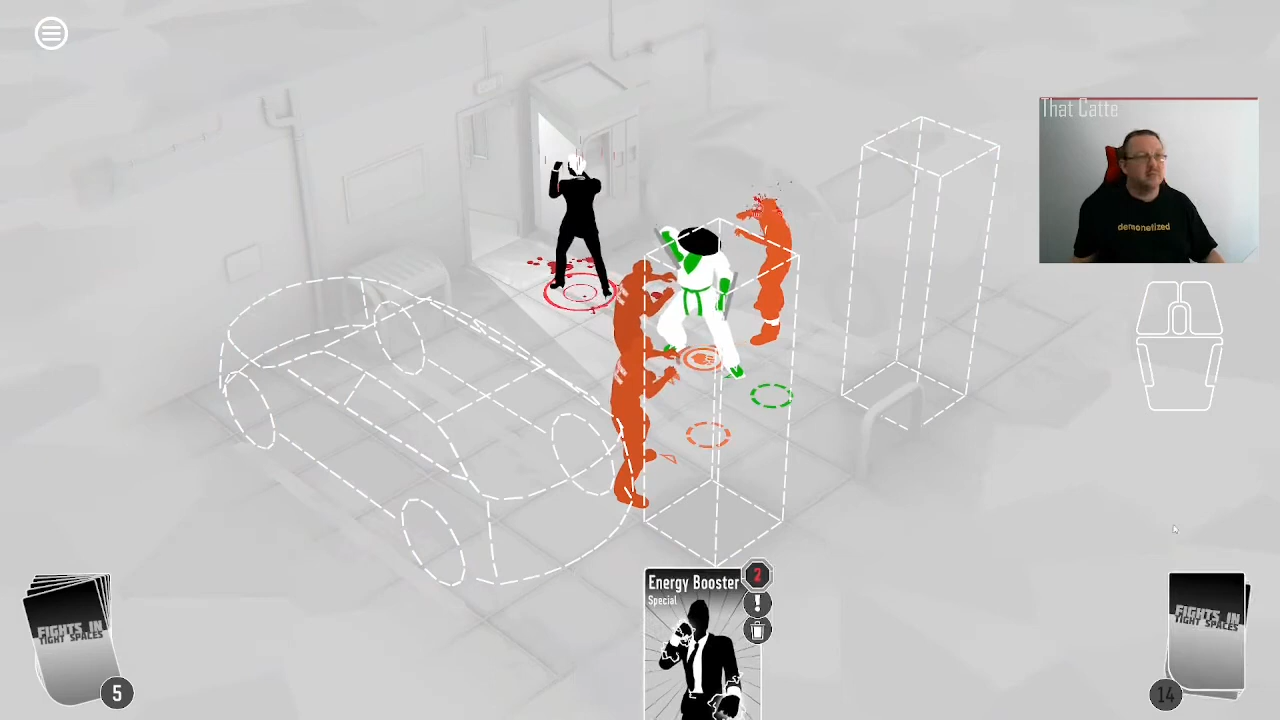 That Catte
demonetized
Energy Booster
2
Special
!
FIGHTS IN
TIGHT SPACES
5
FIGHTS IN
TIGHT SPACES
14